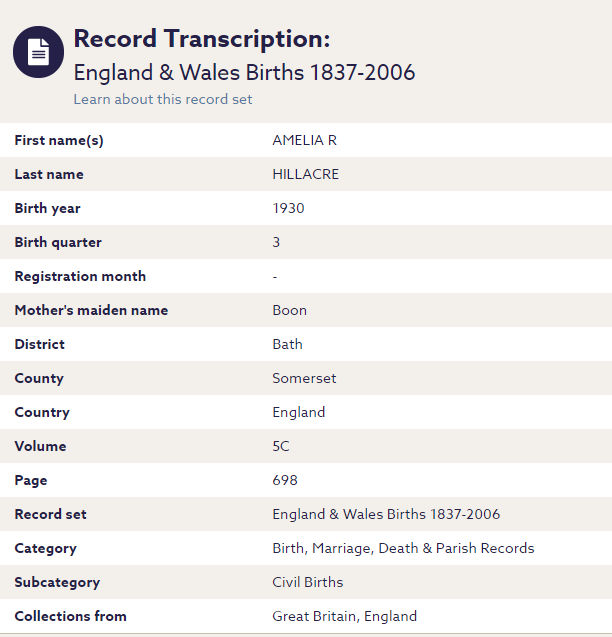 Record Transcription:
England & Wales Births 1837-2006
Learn about this record set
First name(s) AMELIA R
Last name HILLACRE
Birth year 1930
Birth quarter 3
Registration month -
Mother's maiden name Boon
District Bath
County Somerset
Country England
Volume 5C
Page 698
Record set England & Wales Births 1837-2006
Category Birth, Marriage, Death & Parish Records
Subcategory Civil Births
Collections from Great Britain, England